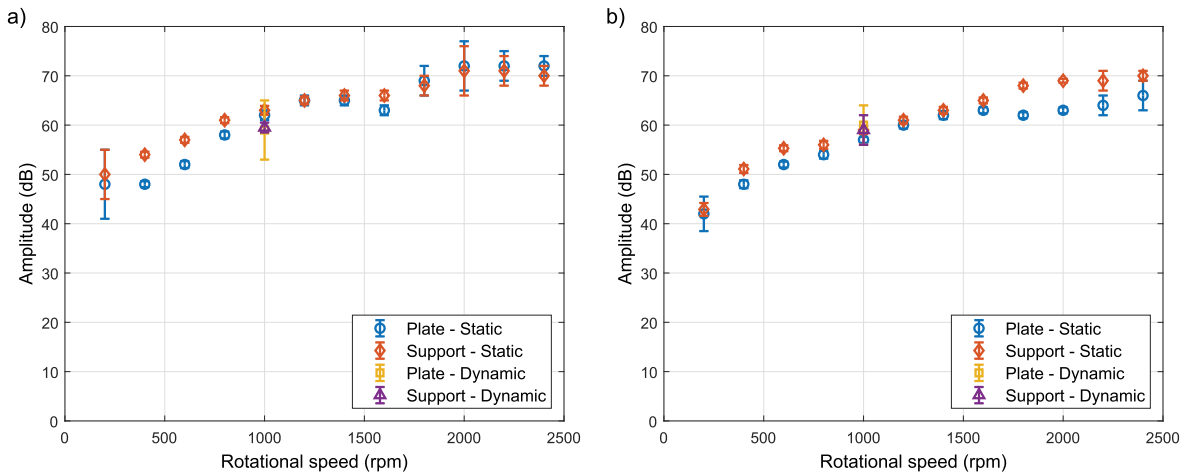 a)
80
70
60
50
40
30
20
10
0
Amplitude (dB)
0 500 1000 1500 2000 2500
Rotational speed (rpm)
Plate - Static
Support - Static
Plate - Dynamic
Support - Dynamic
b)
80
70
60
50
40
30
20
10
0
Amplitude (dB)
0 500 1000 1500 2000 2500
Rotational speed (rpm)
Plate - Static
Support - Static
Plate - Dynamic
Support - Dynamic